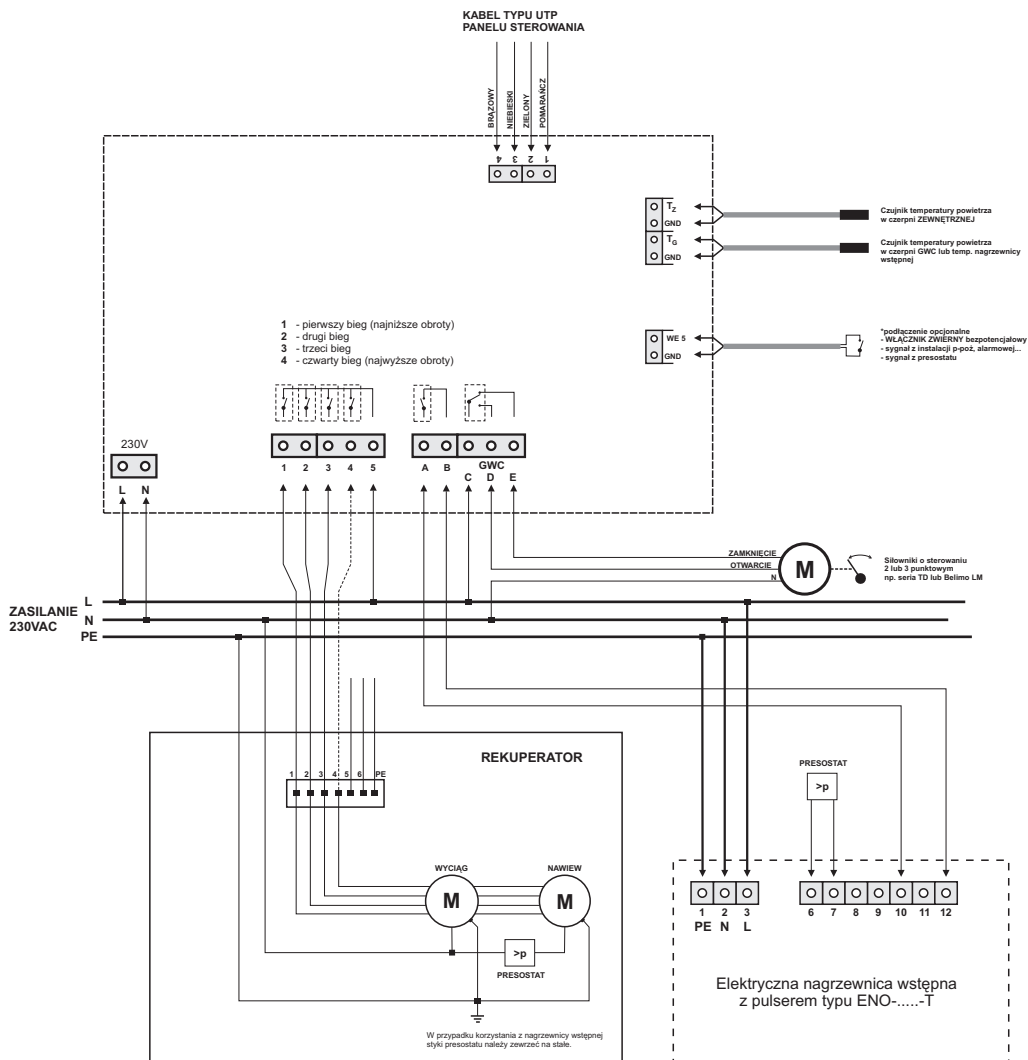 KABEL TYPU UTP
PANELU STEROWANIA
BRĄZOWY
NIEBIESKI
ZIELONY
POMARAŃCZ
4 3 2 1
TZ
GND
TG
GND
Czujnik temperatury powietrza
w czerpni ZEWNĘTRZNEJ
Czujnik temperatury powietrza
w czerpni GWC lub temp. nagrzewnicy
wstępnej
1 - pierwszy bieg (najniższe obroty)
2 - drugi bieg
3 - trzeci bieg
4 - czwarty bieg (najwyższe obroty)
WE 5
GND
*podłączenie opcjonalne
- WŁĄCZNIK ZWIERNY bezpotencjałowy
- sygnał z instalacji p-poż, alarmowej...
- sygnał z presostatu
230V
L N
1 2 3 4 5
A B
GWC
C D E
ZAMKNIĘCIE
OTWARCIE
N
M
Siłowniki o sterowaniu
2 lub 3 punktowym
np. seria TD lub Belimo LM
ZASILANIE
230VAC
L
N
PE
REKUPERATOR
1 2 3 4 5 6 PE
WYCIĄG
M
NAWIEW
M
>p
PRESOSTAT
W przypadku korzystania z nagrzewnicy wstępnej
styki presostatu należy zewrzeć na stałe.
PRESOSTAT
>p
1 2 3
PE N L
6 7 8 9 10 11 12
Elektryczna nagrzewnica wstępna
z pulserem typu ENO-.....-T